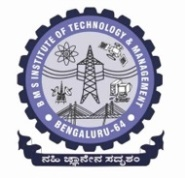 B M S INSTITUTE OF TECHNOLOGY & MANAGEMENT
• BENGALURU-64 •
ನಹಿ ಜ್ಞಾನೇನ ಸದೃಶಂ